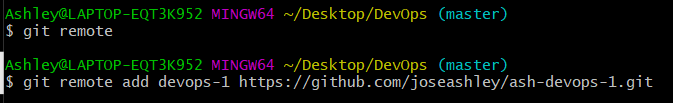 Ashley@LAPTOP-EQT3K952 MINGW64 ~/Desktop/DevOps (master)
$ git remote
Ashley@LAPTOP-EQT3K952 MINGW64 ~/Desktop/DevOps (master)
$ git remote add devops-1 https://github.com/joseashley/ash-devops-1.git